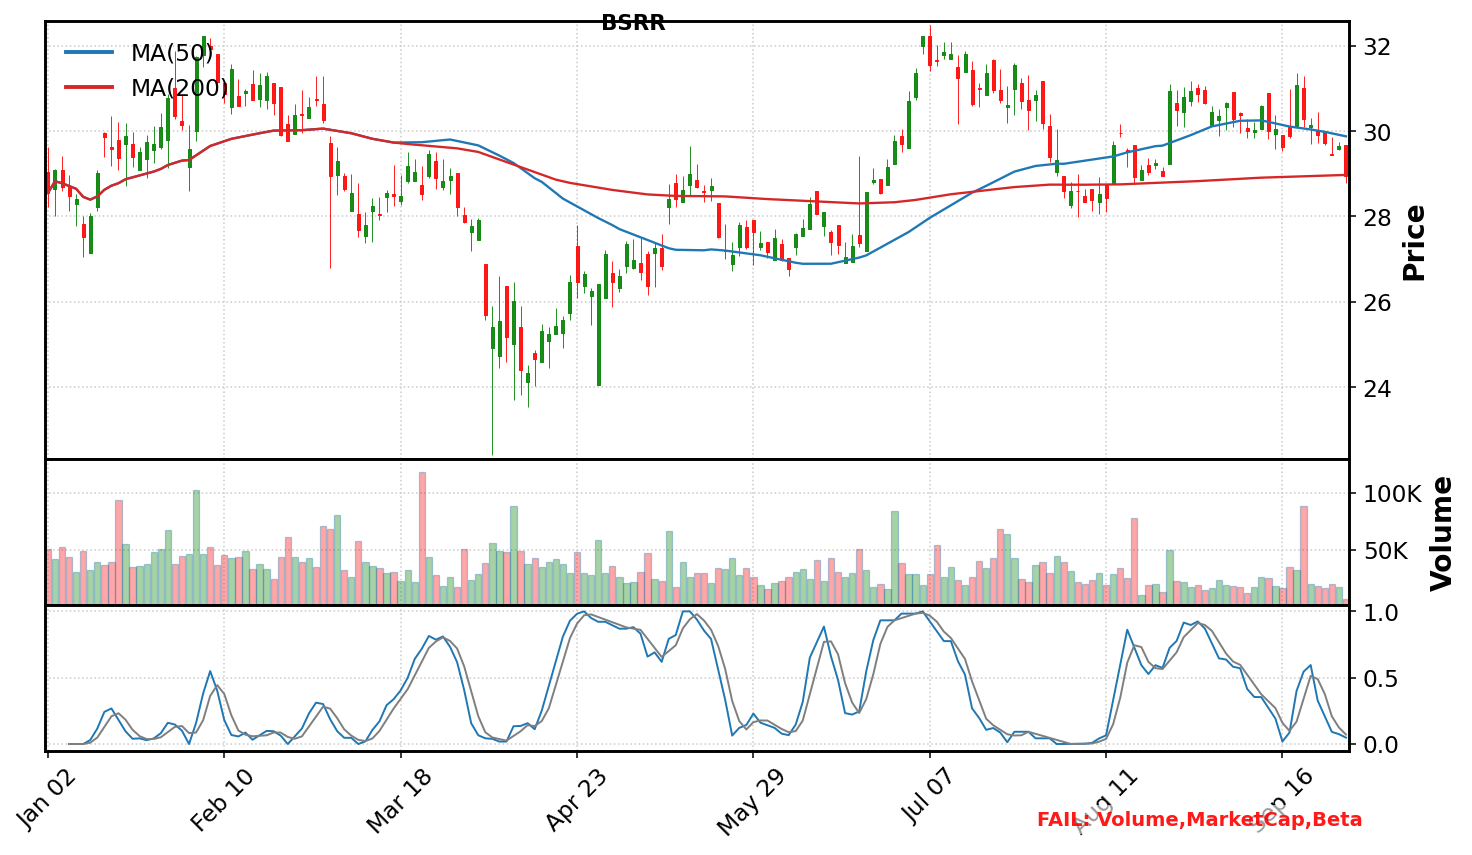 BSRR
MA(50)
MA(200)
32
30
28
26
24
Price
100K
50K
Volume
1.0
0.5
0.0
Jan 02
Feb 10
Mar 18
Apr 23
May 29
Jul 07
Aug 11
Sep 16
FAIL: Volume,MarketCap,Beta